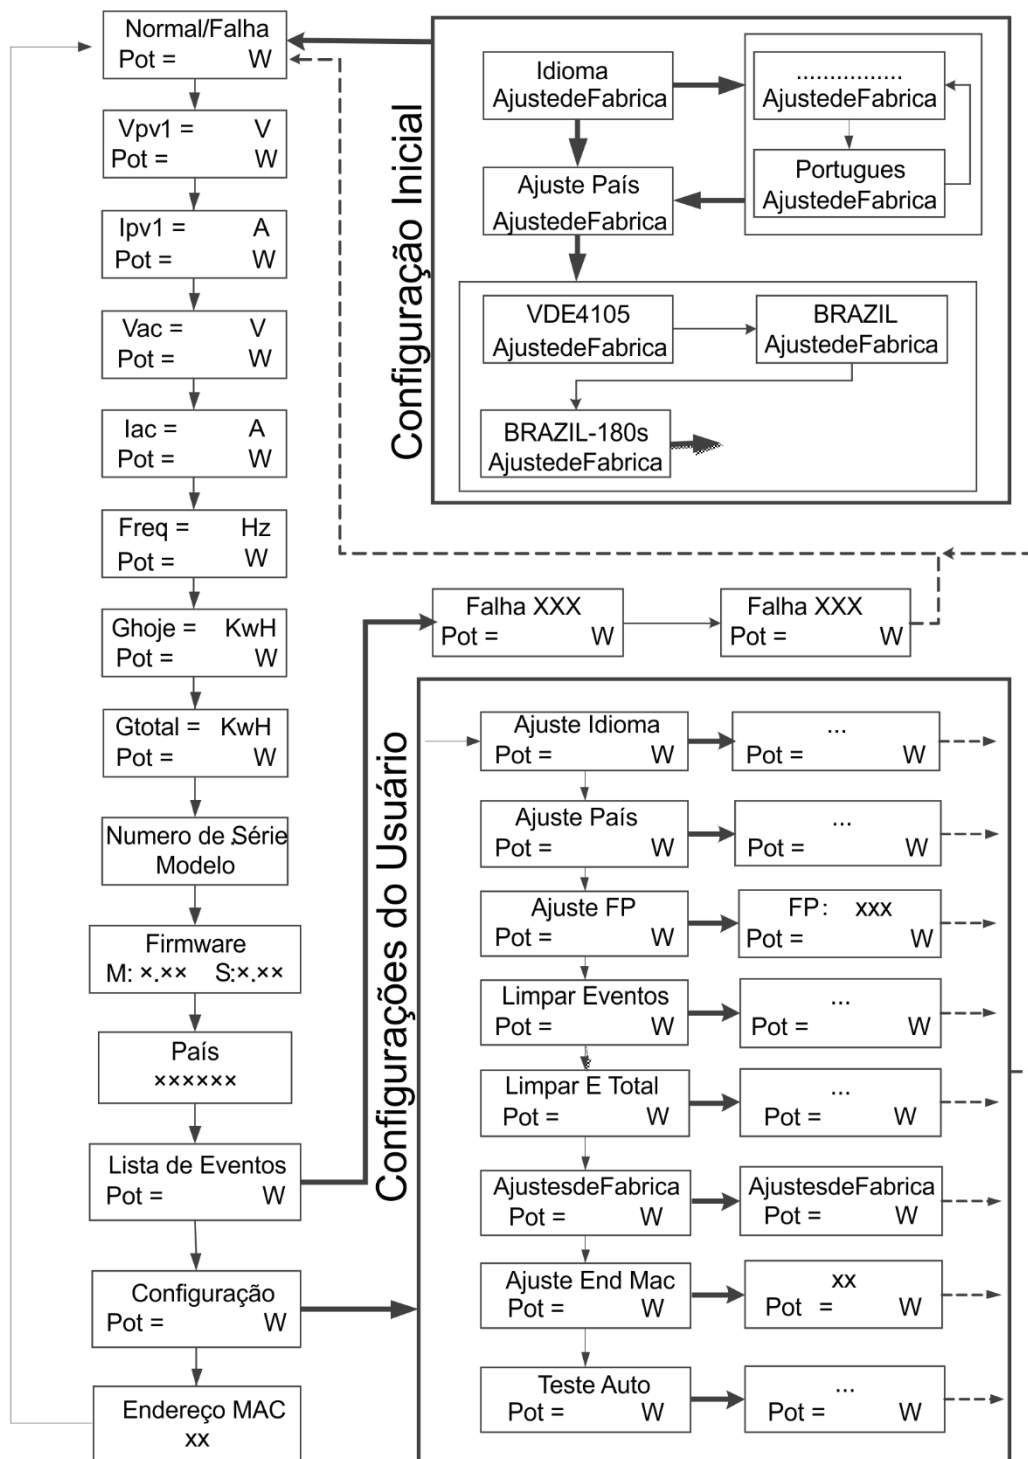 Normal/Falha
Pot = W
Vpv1 = V
Pot = W
Ipv1 = A
Pot = W
Vac = V
Pot = W
Iac = A
Pot = W
Freq = Hz
Pot = W
Ghoje = KwH
Pot = W
Gtotal = KwH
Pot = W
Numero de Série
Modelo
Firmware
M: ×.×× S:×.××
País
××××××
Lista de Eventos
Pot = W
Configuração
Pot = W
Endereço MAC
xx
Configuração Inicial
Idioma
AjustedeFabrica
................
AjustedeFabrica
Portugues
AjustedeFabrica
Ajuste País
AjustedeFabrica
VDE4105
AjustedeFabrica
BRAZIL
AjustedeFabrica
BRAZIL-180s
AjustedeFabrica
Falha XXX
Pot = W
Falha XXX
Pot = W
Configurações do Usuário
Ajuste Idioma
Pot = W
...
Pot = W
Ajuste País
Pot = W
...
Pot = W
Ajuste FP
Pot = W
FP: xxx
Pot = W
Limpar Eventos
Pot = W
...
Pot = W
Limpar E Total
Pot = W
...
Pot = W
AjustesdeFabrica
Pot = W
AjustesdeFabrica
Pot = W
Ajuste End Mac
Pot = W
xx
Pot = W
Teste Auto
Pot = W
...
Pot = W